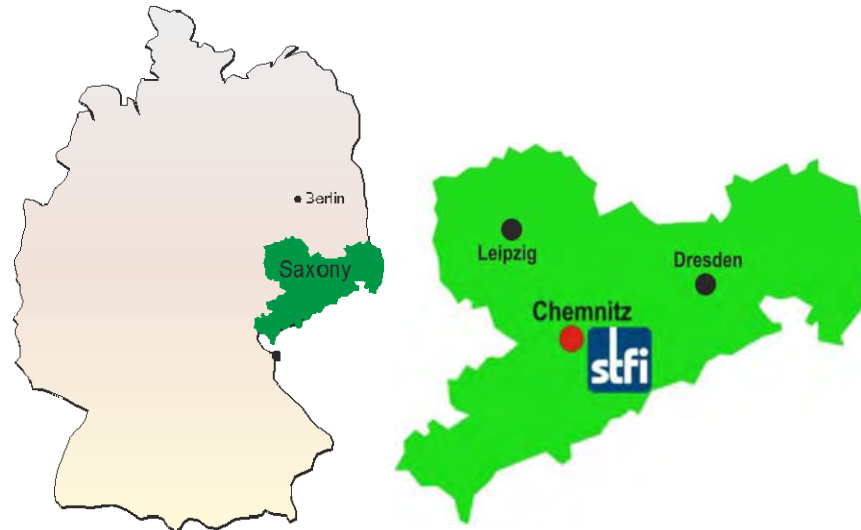 Berlin
Saxony
Leipzig
Dresden
Chemnitz
stfi